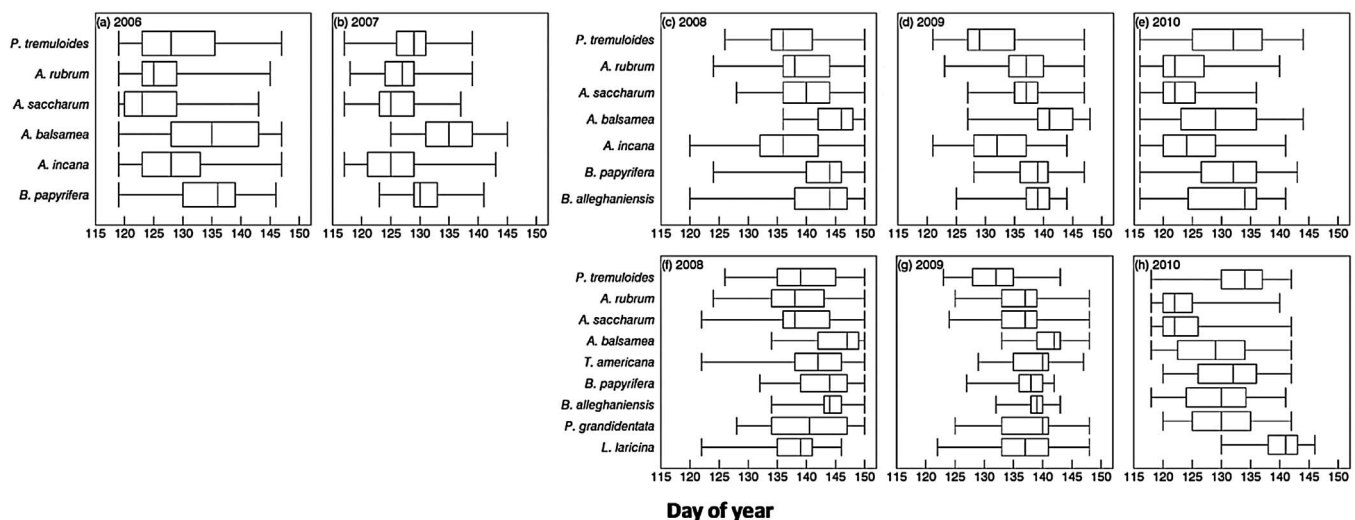 (a) 2006
P. tremuloides
A. rubrum
A. saccharum
A. balsamea
A. incana
B. papyrifera
115 120 125 130 135 140 145 150
(b) 2007
115 120 125 130 135 140 145 150
(c) 2008
P. tremuloides
A. rubrum
A. saccharum
A. balsamea
A. incana
B. papyrifera
B. alleghaniensis
115 120 125 130 135 140 145 150
(d) 2009
115 120 125 130 135 140 145 150
(e) 2010
115 120 125 130 135 140 145 150
(f) 2008
P. tremuloides
A. rubrum
A. saccharum
A. balsamea
T. americana
B. papyrifera
B. alleghaniensis
P. grandidentata
L. laricina
115 120 125 130 135 140 145 150
(g) 2009
115 120 125 130 135 140 145 150
(h) 2010
115 120 125 130 135 140 145 150
Day of year